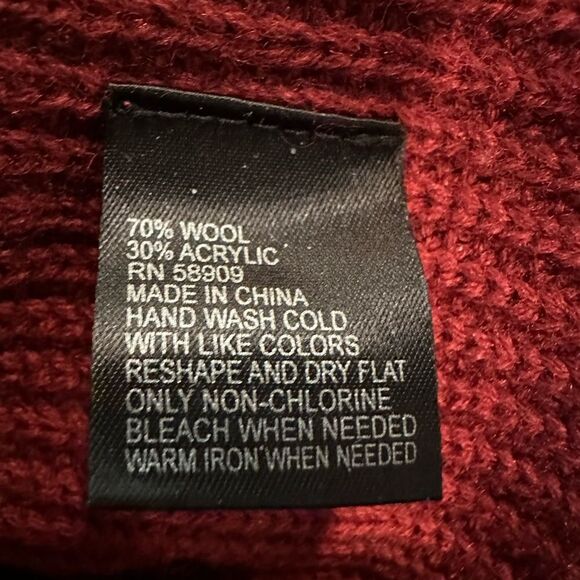 70% WOOL
30% ACRYLIC
RN 58909
MADE IN CHINA
HAND WASH COLD
WITH LIKE COLORS
RESHAPE AND DRY FLAT
ONLY NON-CHLORINE
BLEACH WHEN NEEDED
WARM IRON WHEN NEEDED